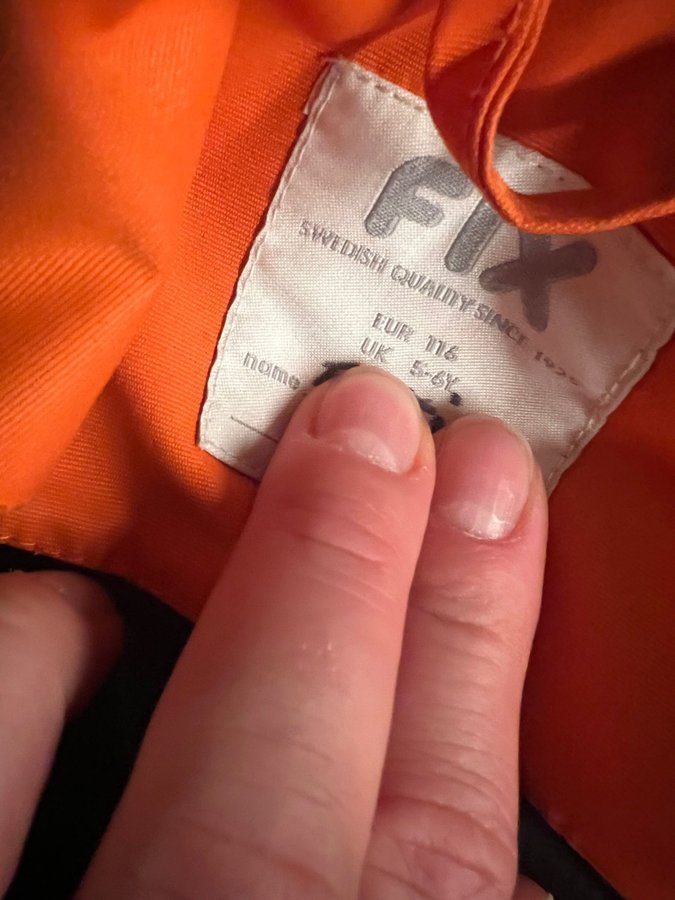 FIX
SWEDISH QUALITY SINCE
EUR 116
UK 5-6Y
name